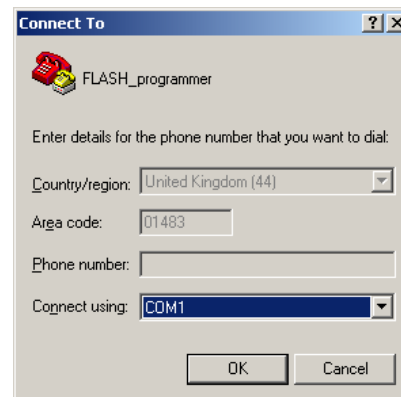 Connect To
FLASH_programmer
Enter details for the phone number that you want to dial:
Country/region: United Kingdom (44)
Area code: 01483
Phone number:
Connect using: COM1
OK Cancel